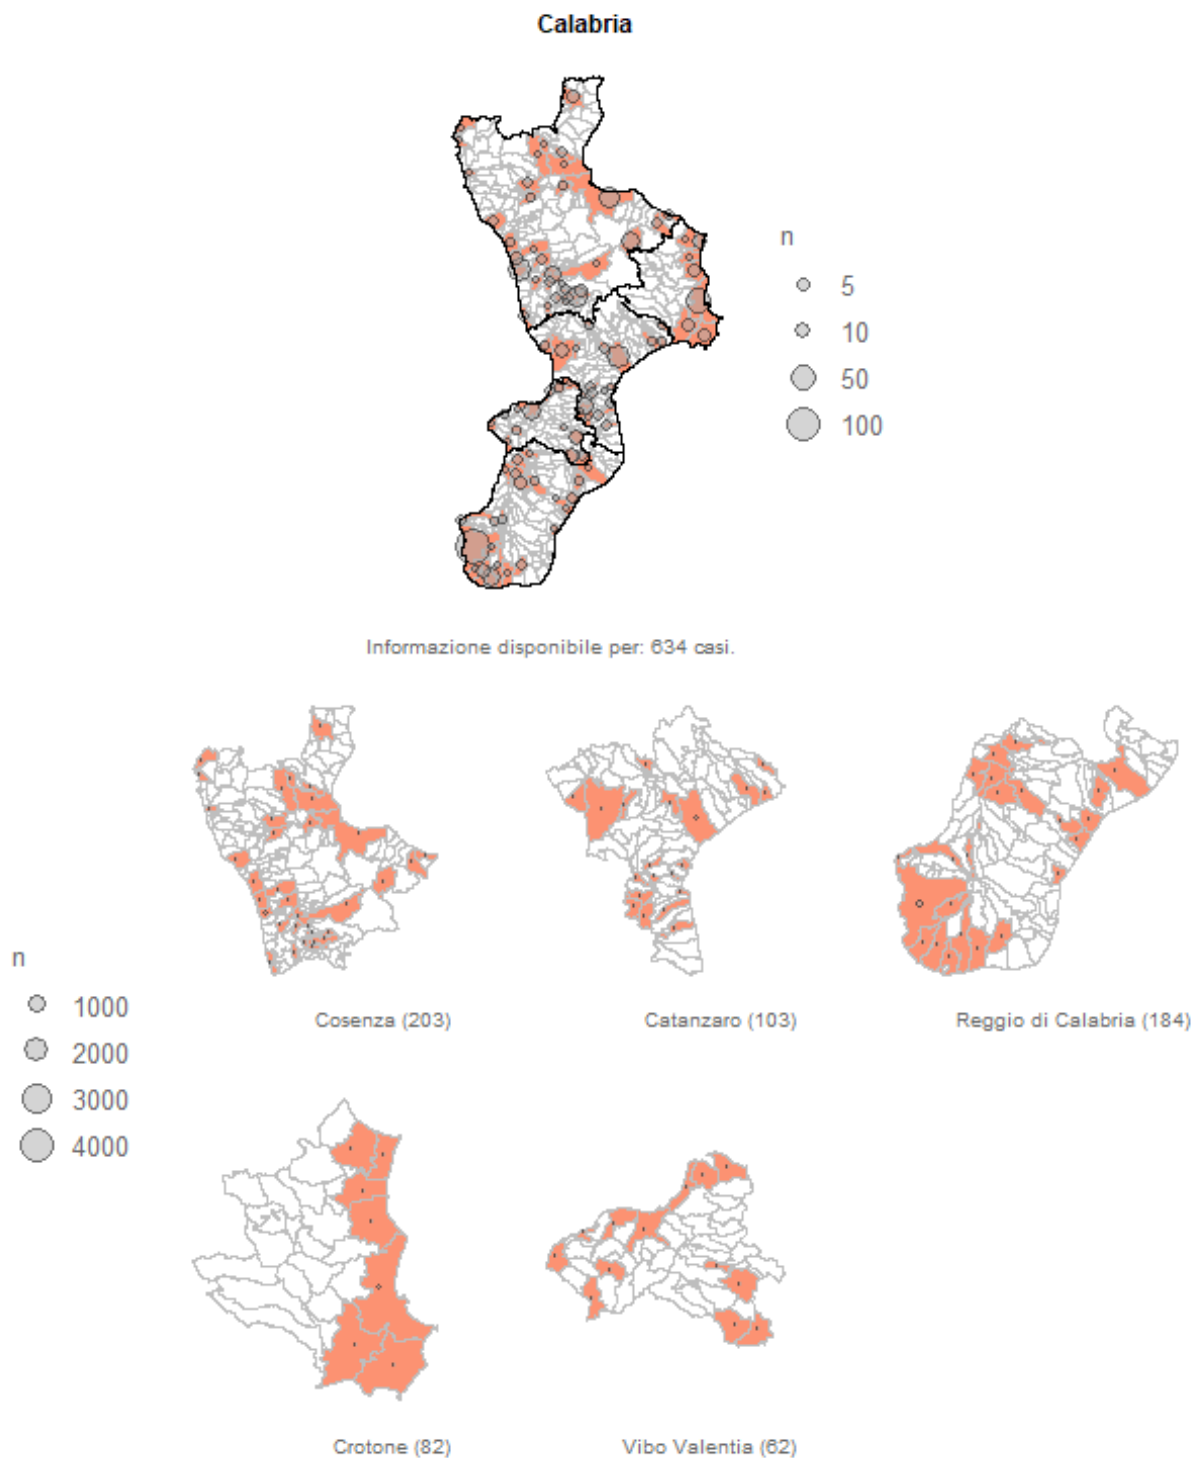 Calabria
n
5
10
50
100
Informazione disponibile per: 634 casi.
Cosenza (203)
Catanzaro (103)
Reggio di Calabria (184)
n
1000
2000
3000
4000
Crotone (82)
Vibo Valentia (62)